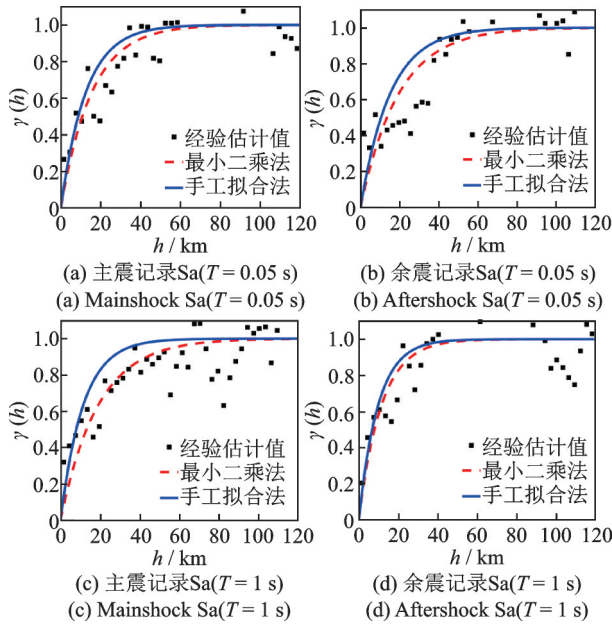 1.0
0.8
0.6
0.4
0.2
0
γ (h)
经验估计值
最小二乘法
手工拟合法
0 20 40 60 80 100 120
h / km
(a) 主震记录Sa(T = 0.05 s)
(a) Mainshock Sa(T = 0.05 s)
1.0
0.8
0.6
0.4
0.2
0
γ (h)
经验估计值
最小二乘法
手工拟合法
0 20 40 60 80 100 120
h / km
(b) 余震记录Sa(T = 0.05 s)
(b) Aftershock Sa(T = 0.05 s)
1.0
0.8
0.6
0.4
0.2
0
γ (h)
经验估计值
最小二乘法
手工拟合法
0 20 40 60 80 100 120
h / km
(c) 主震记录Sa(T = 1 s)
(c) Mainshock Sa(T = 1 s)
1.0
0.8
0.6
0.4
0.2
0
γ (h)
经验估计值
最小二乘法
手工拟合法
0 20 40 60 80 100 120
h / km
(d) 余震记录Sa(T = 1 s)
(d) Aftershock Sa(T = 1 s)